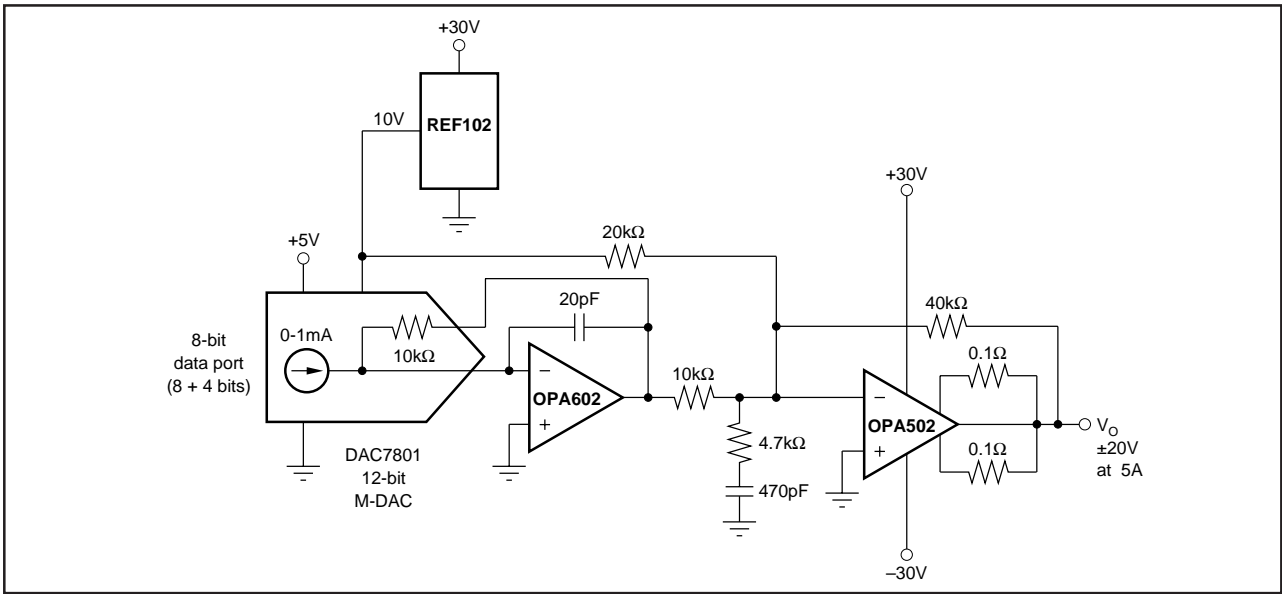 +30V
10V
REF102
+30V
+5V
20kΩ
20pF
40kΩ
8-bit
data port
(8 + 4 bits)
0-1mA
10kΩ
0.1Ω
10kΩ
–
OPA602
+
–
OPA502
+
VO
±20V
at 5A
4.7kΩ
0.1Ω
DAC7801
12-bit
M-DAC
470pF
–30V